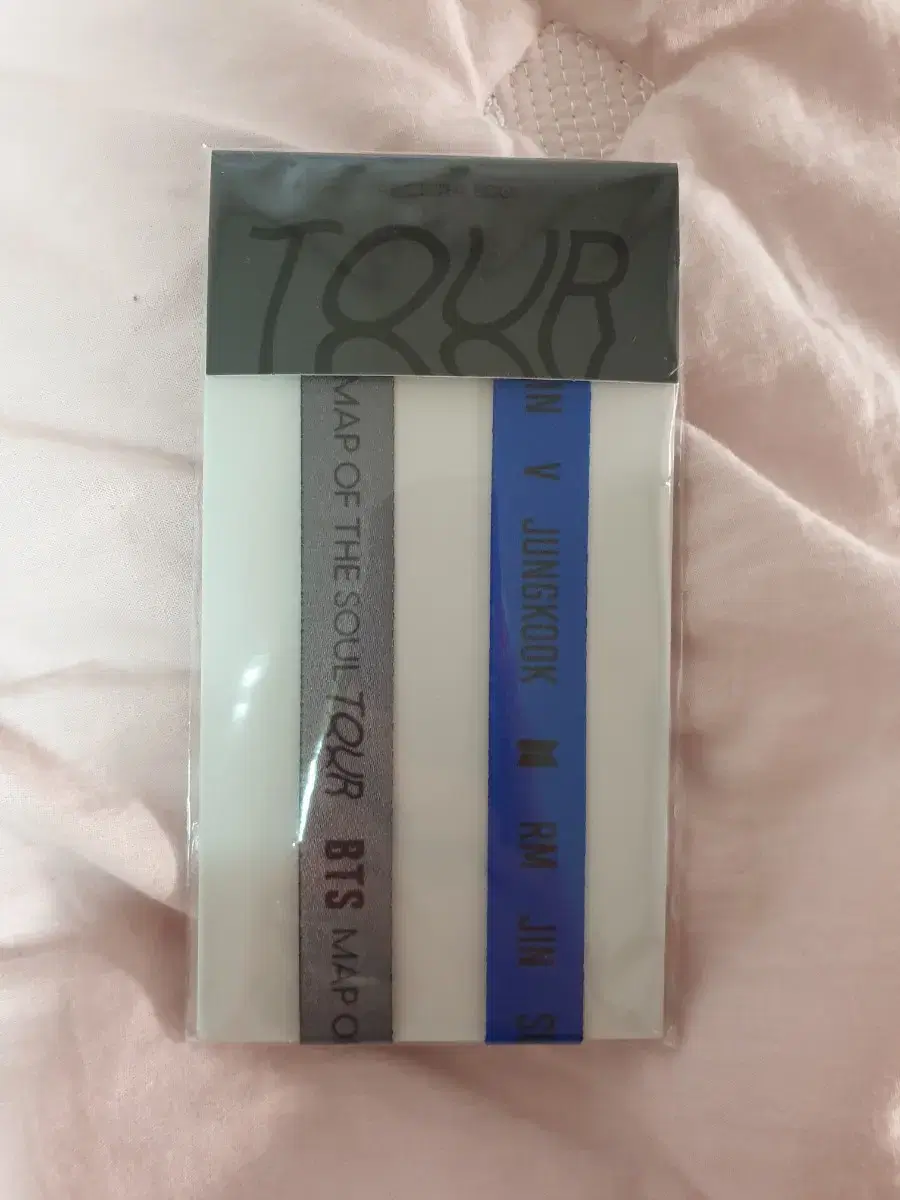 TOUR
MAP OF THE SOUL TOUR BTS MAP O
V JUNGKOOK RM JIN